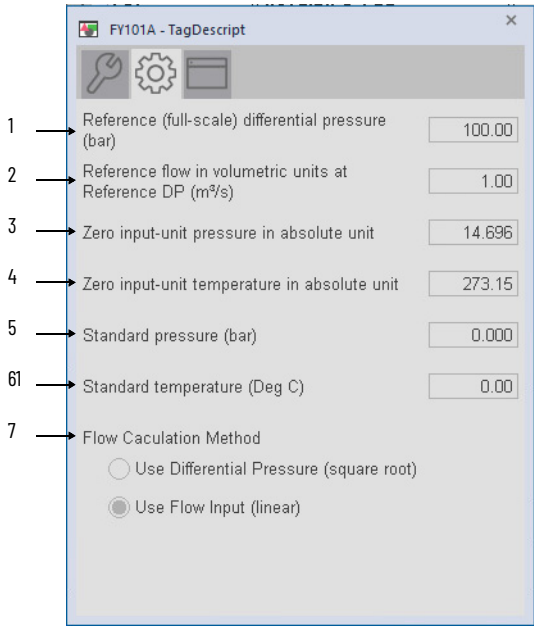 FY101A - TagDescript
1 Reference (full-scale) differential pressure
(bar) 100.00
2 Reference flow in volumetric units at
Reference DP (m³/s) 1.00
3 Zero input-unit pressure in absolute unit 14.696
4 Zero input-unit temperature in absolute unit 273.15
5 Standard pressure (bar) 0.000
61 Standard temperature (Deg C) 0.00
7 Flow Caculation Method
Use Differential Pressure (square root)
Use Flow Input (linear)